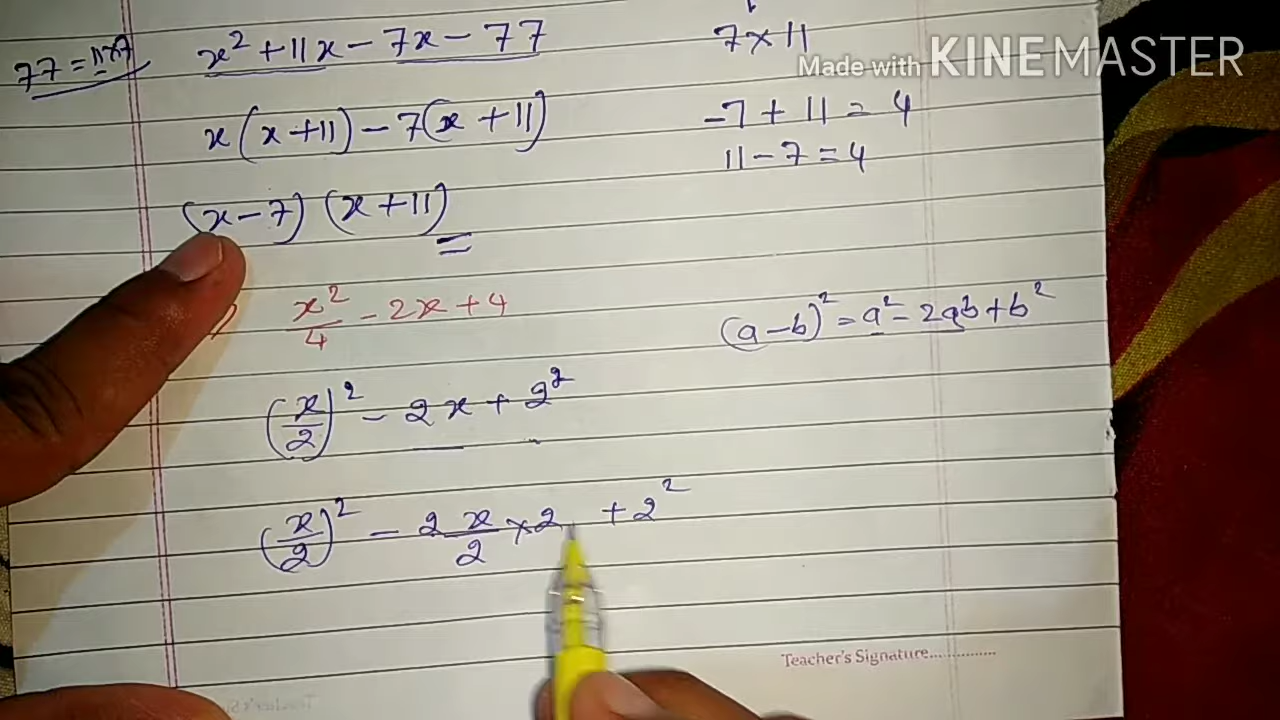 77 = 11×7
x² + 11x - 7x - 77
7 × 11
Made with KINEMASTER
x(x + 11) - 7(x + 11)
-7 + 11 = 4
11 - 7 = 4
(x - 7) (x + 11)
x²/4 - 2x + 4
(a - b)² = a² - 2ab + b²
(x/2)² - 2x + 2²
(x/2)² - 2 x/2 × 2 + 2²
Teacher's Signature..............